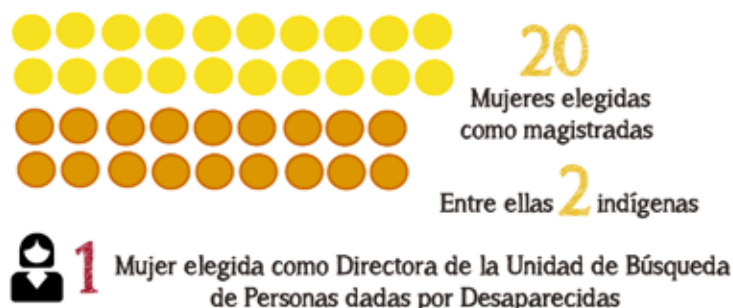 20
Mujeres elegidas
como magistradas
Entre ellas 2 indígenas
1 Mujer elegida como Directora de la Unidad de Búsqueda
de Personas dadas por Desaparecidas